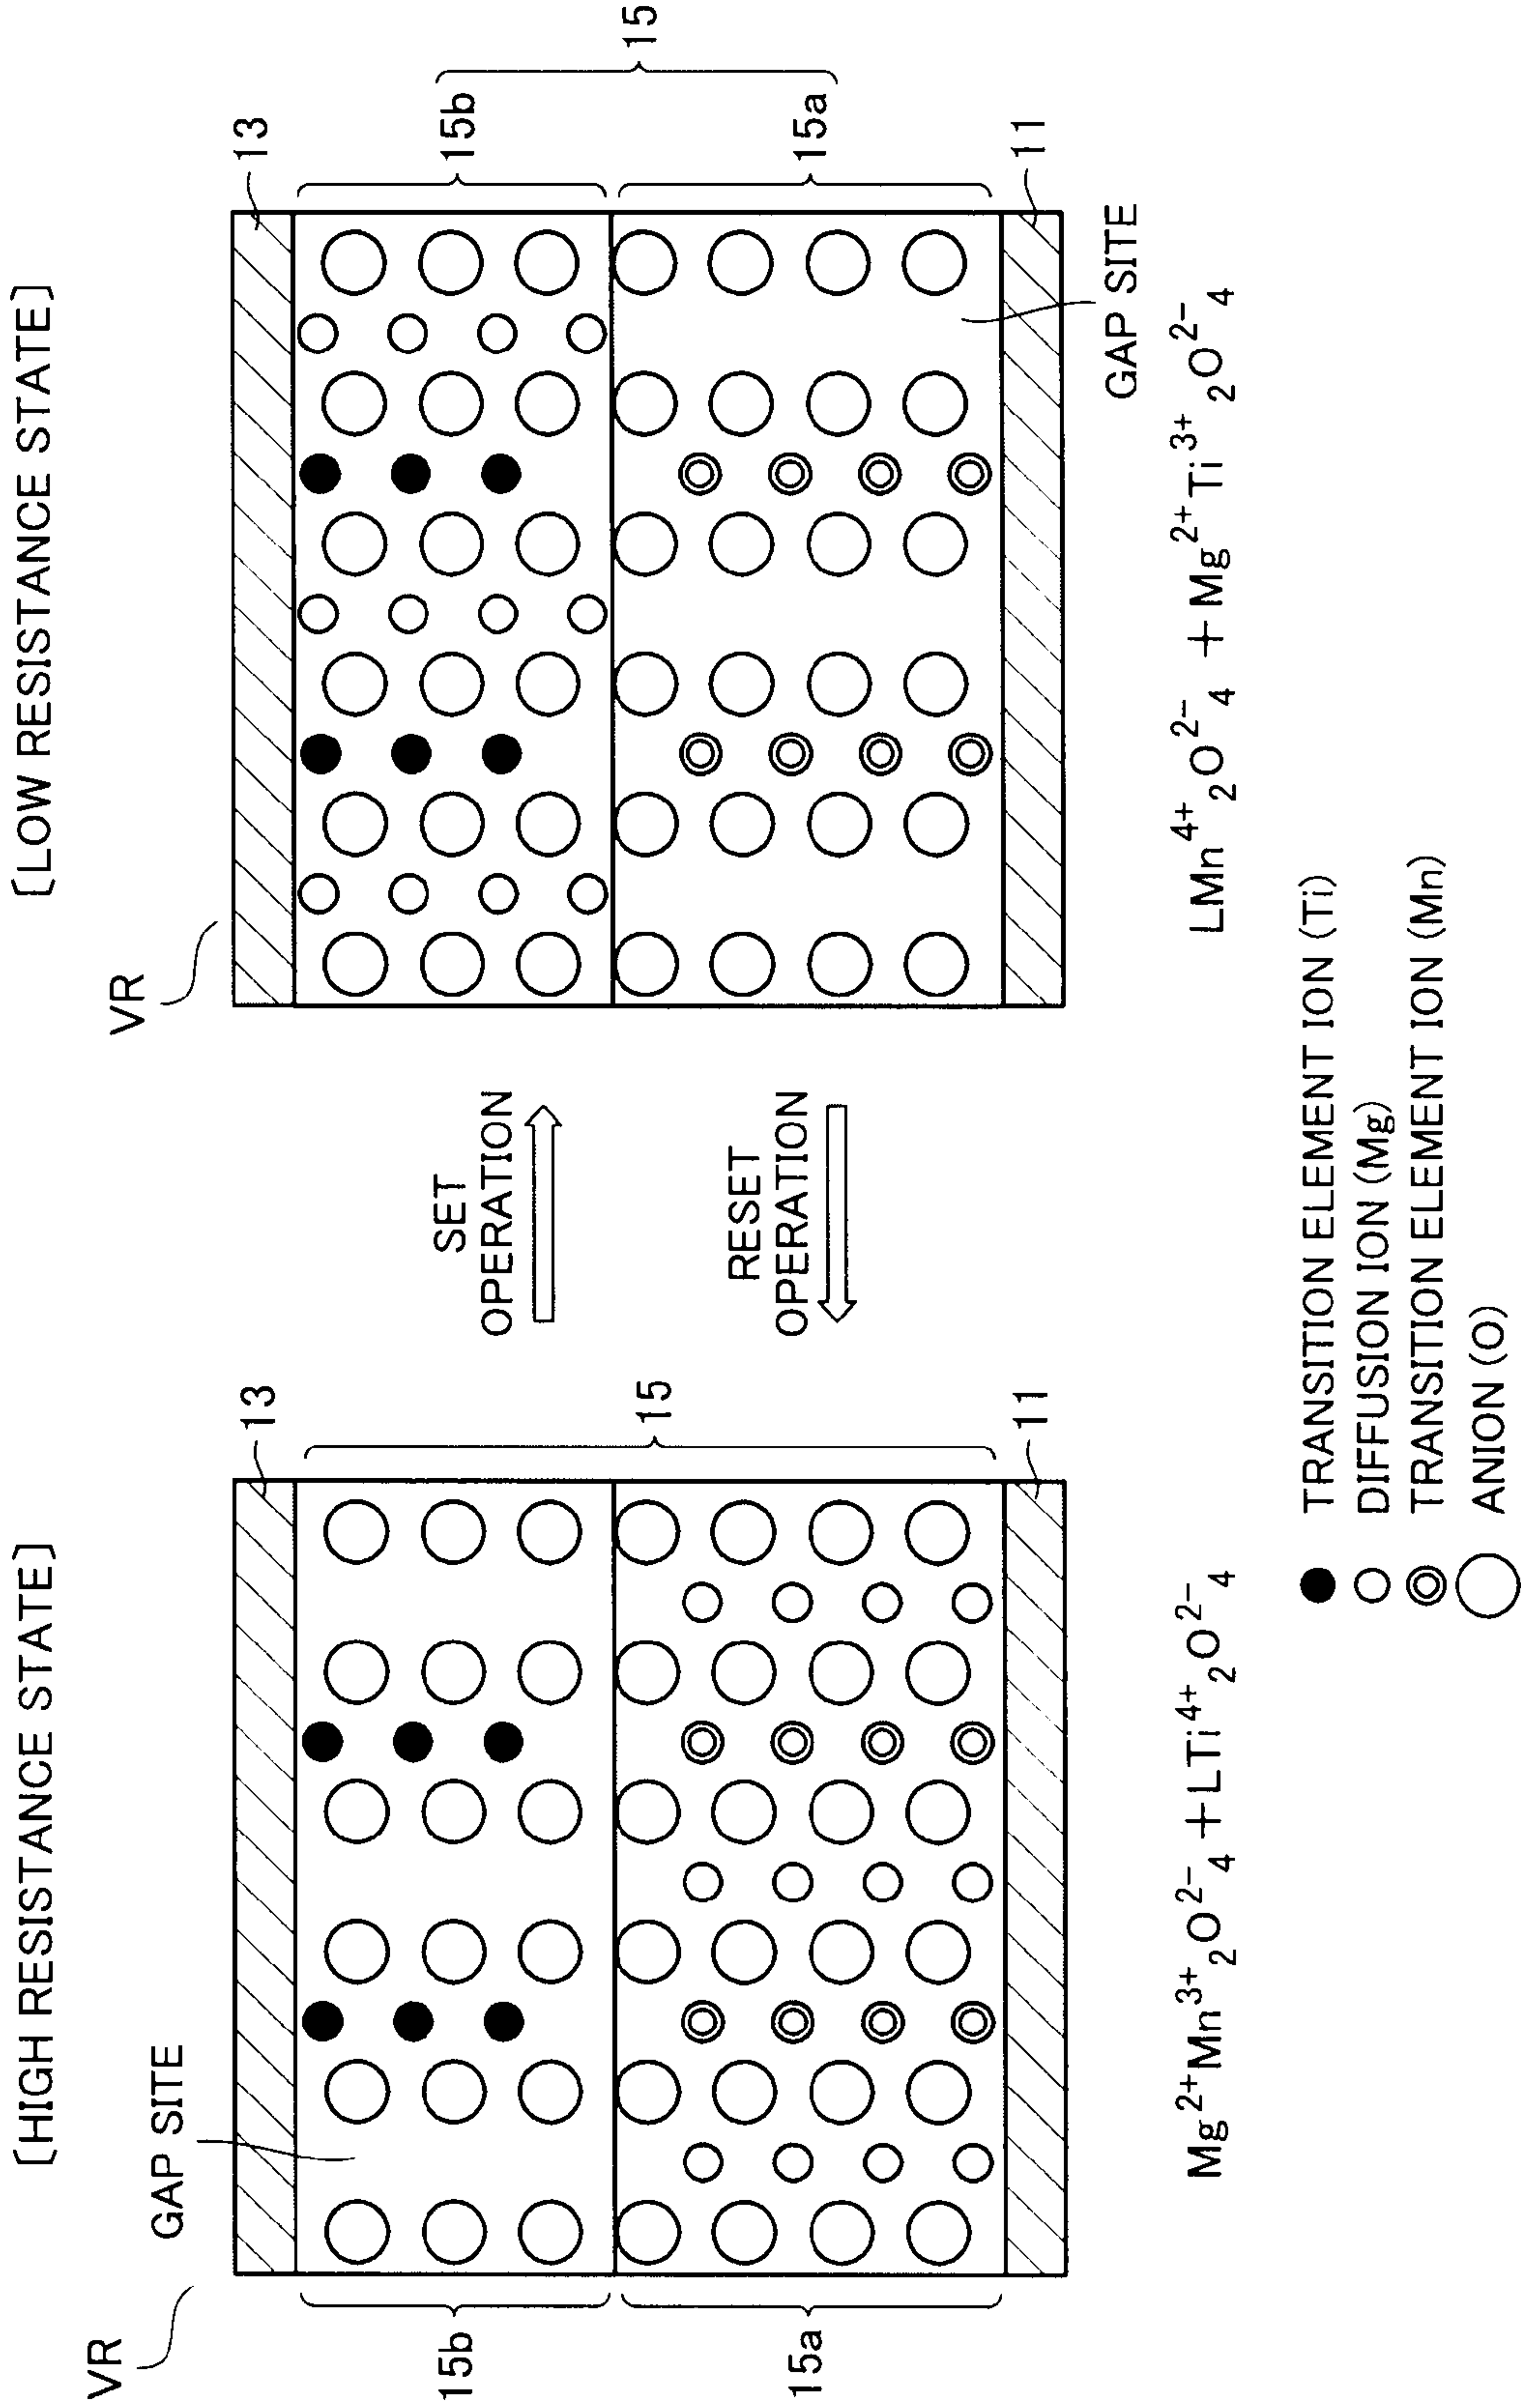 [HIGH RESISTANCE STATE]
VR
GAP SITE
13
15b
15a
15
11
Mg²⁺Mn³⁺₂O²⁻₄+LTi⁴⁺₂O²⁻₄
SET
OPERATION
RESET
OPERATION
[LOW RESISTANCE STATE]
VR
13
15b
15a
15
11
GAP SITE
LMn⁴⁺₂O²⁻₄+Mg²⁺Ti³⁺₂O²⁻₄
TRANSITION ELEMENT ION (Ti)
DIFFUSION ION (Mg)
TRANSITION ELEMENT ION (Mn)
ANION (O)